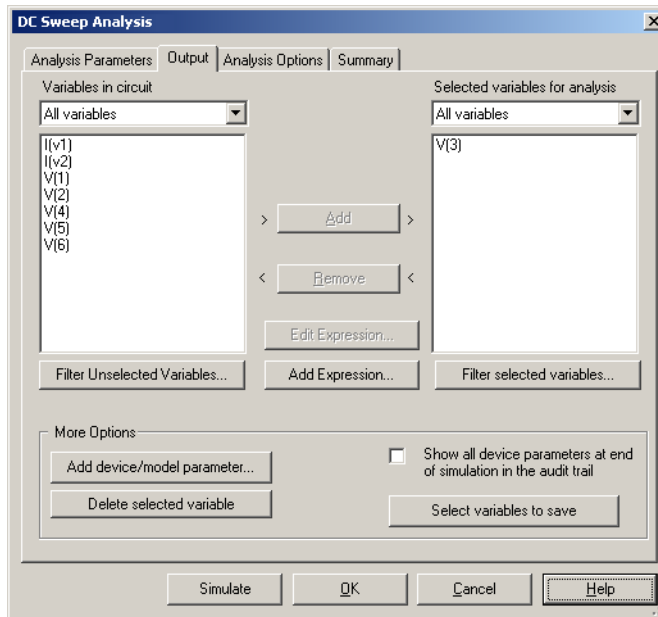 DC Sweep Analysis
Analysis Parameters Output Analysis Options Summary
Variables in circuit
All variables
I(v1)
I(v2)
V(1)
V(2)
V(4)
V(5)
V(6)
Filter Unselected Variables...
> Add >
< Remove <
Edit Expression...
Add Expression...
Selected variables for analysis
All variables
V(3)
Filter selected variables...
More Options
Add device/model parameter...
Delete selected variable
Show all device parameters at end
of simulation in the audit trail
Select variables to save
Simulate OK Cancel Help